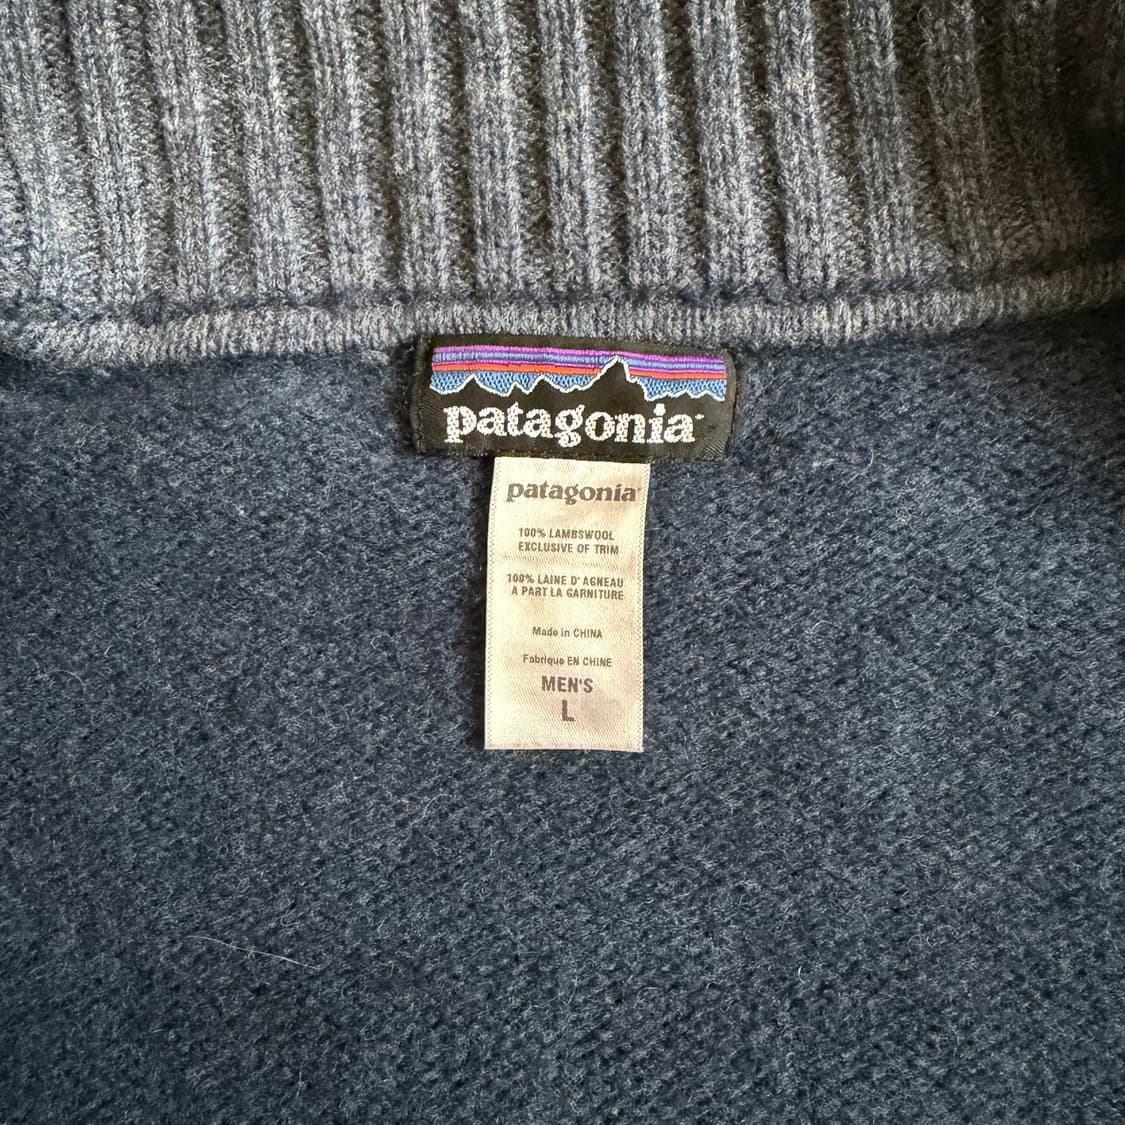 patagonia
patagonia
100% LAMBSWOOL
EXCLUSIVE OF TRIM
100% LAINE D'AGNEAU
A PART LA GARNITURE
Made in CHINA
Fabrique EN CHINE
MEN'S
L